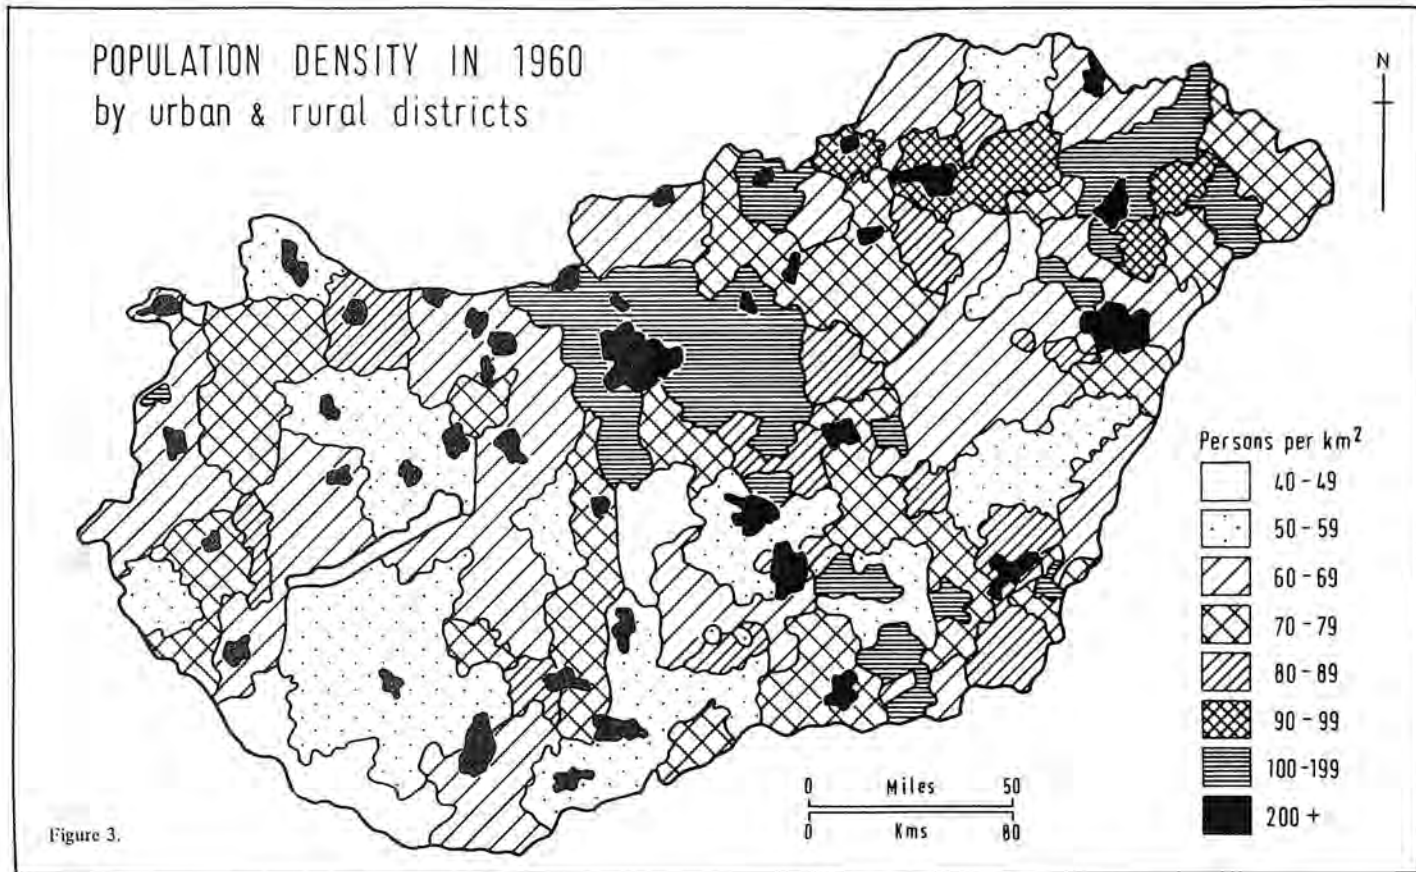 POPULATION DENSITY IN 1960
by urban & rural districts
N
Persons per km²
40-49
50-59
60-69
70-79
80-89
90-99
100-199
200 +
0 Miles 50
0 Kms 80
Figure 3.